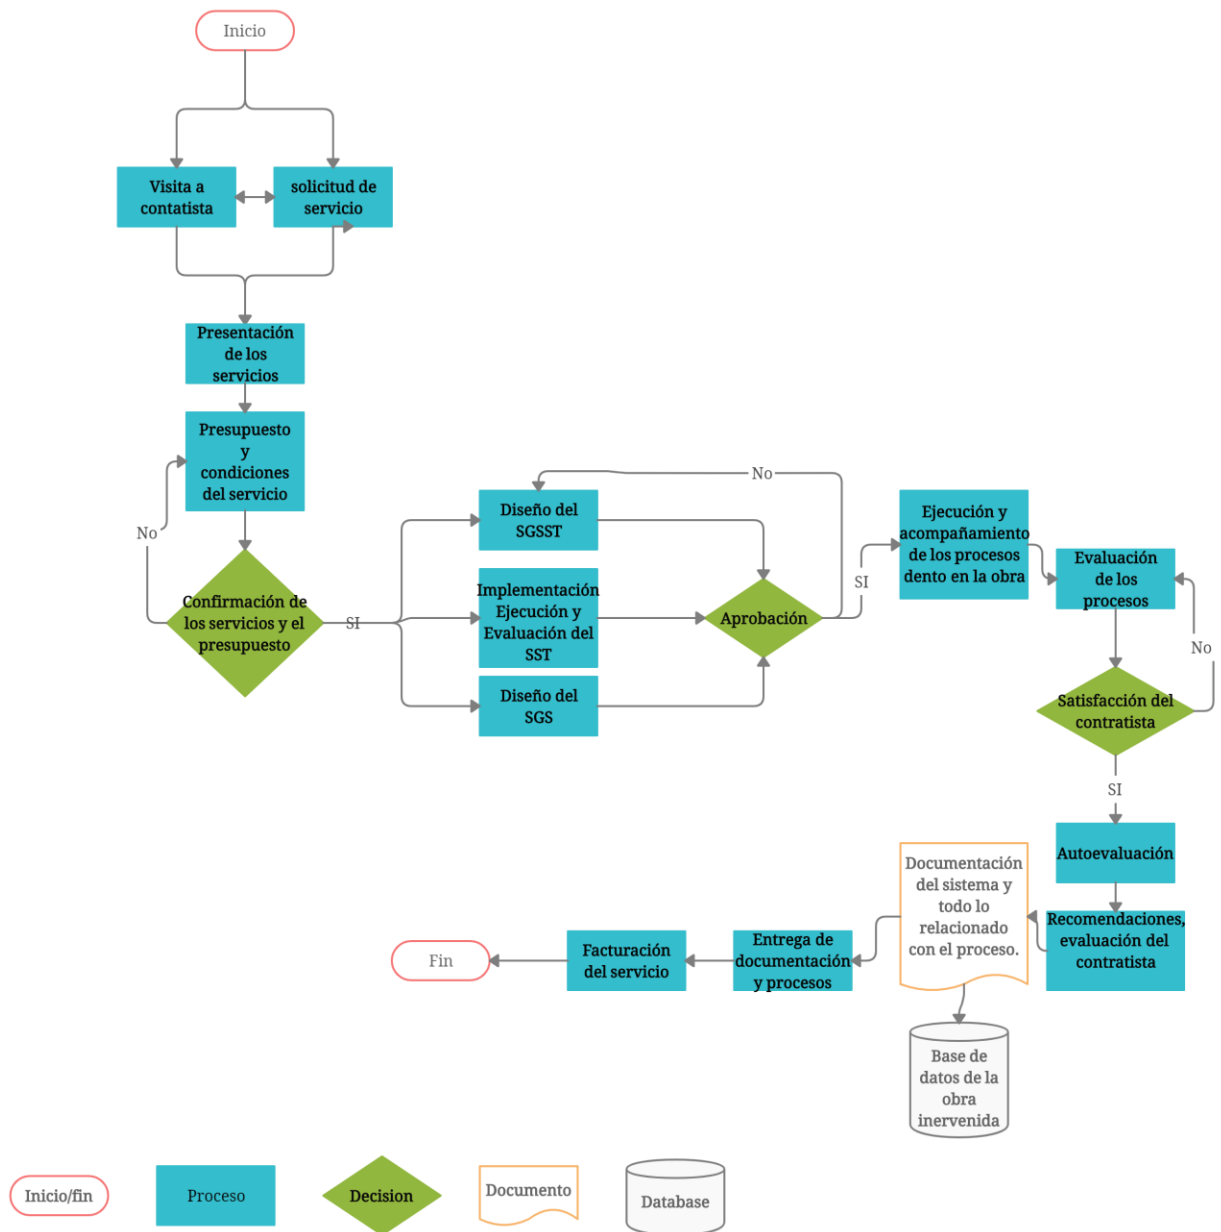 Inicio
Visita a
contatista
solicitud de
servicio
Presentación
de los
servicios
Presupuesto
y
condiciones
del servicio
No
Confirmación de
los servicios y el
presupuesto
SI
Diseño del
SGSST
Implementación
Ejecución y
Evaluación del
SST
Diseño del
SGS
No
Aprobación
SI
Ejecución y
acompañamiento
de los procesos
dento en la obra
Evaluación
de los
procesos
No
Satisfacción del
contratista
SI
Autoevaluación
Recomendaciones,
evaluación del
contratista
Documentación
del sistema y
todo lo
relacionado
con el proceso.
Base de
datos de la
obra
inervenida
Entrega de
documentación
y procesos
Facturación
del servicio
Fin
Inicio/fin
Proceso
Decision
Documento
Database